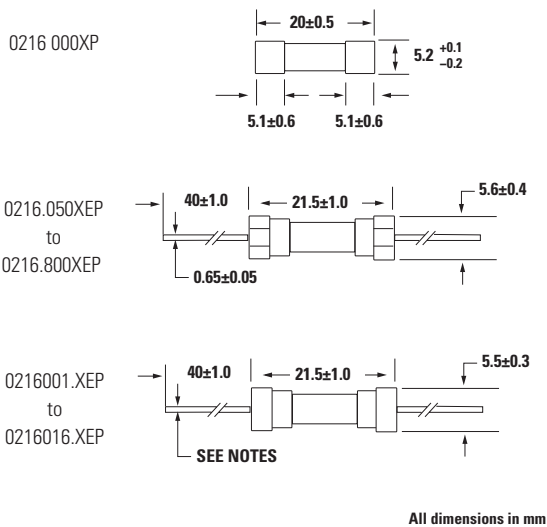 0216 000XP
20±0.5
5.2 +0.1 –0.2
5.1±0.6 5.1±0.6
0216.050XEP
to
0216.800XEP
40±1.0
21.5±1.0
5.6±0.4
0.65±0.05
0216001.XEP
to
0216016.XEP
40±1.0
21.5±1.0
5.5±0.3
SEE NOTES
All dimensions in mm